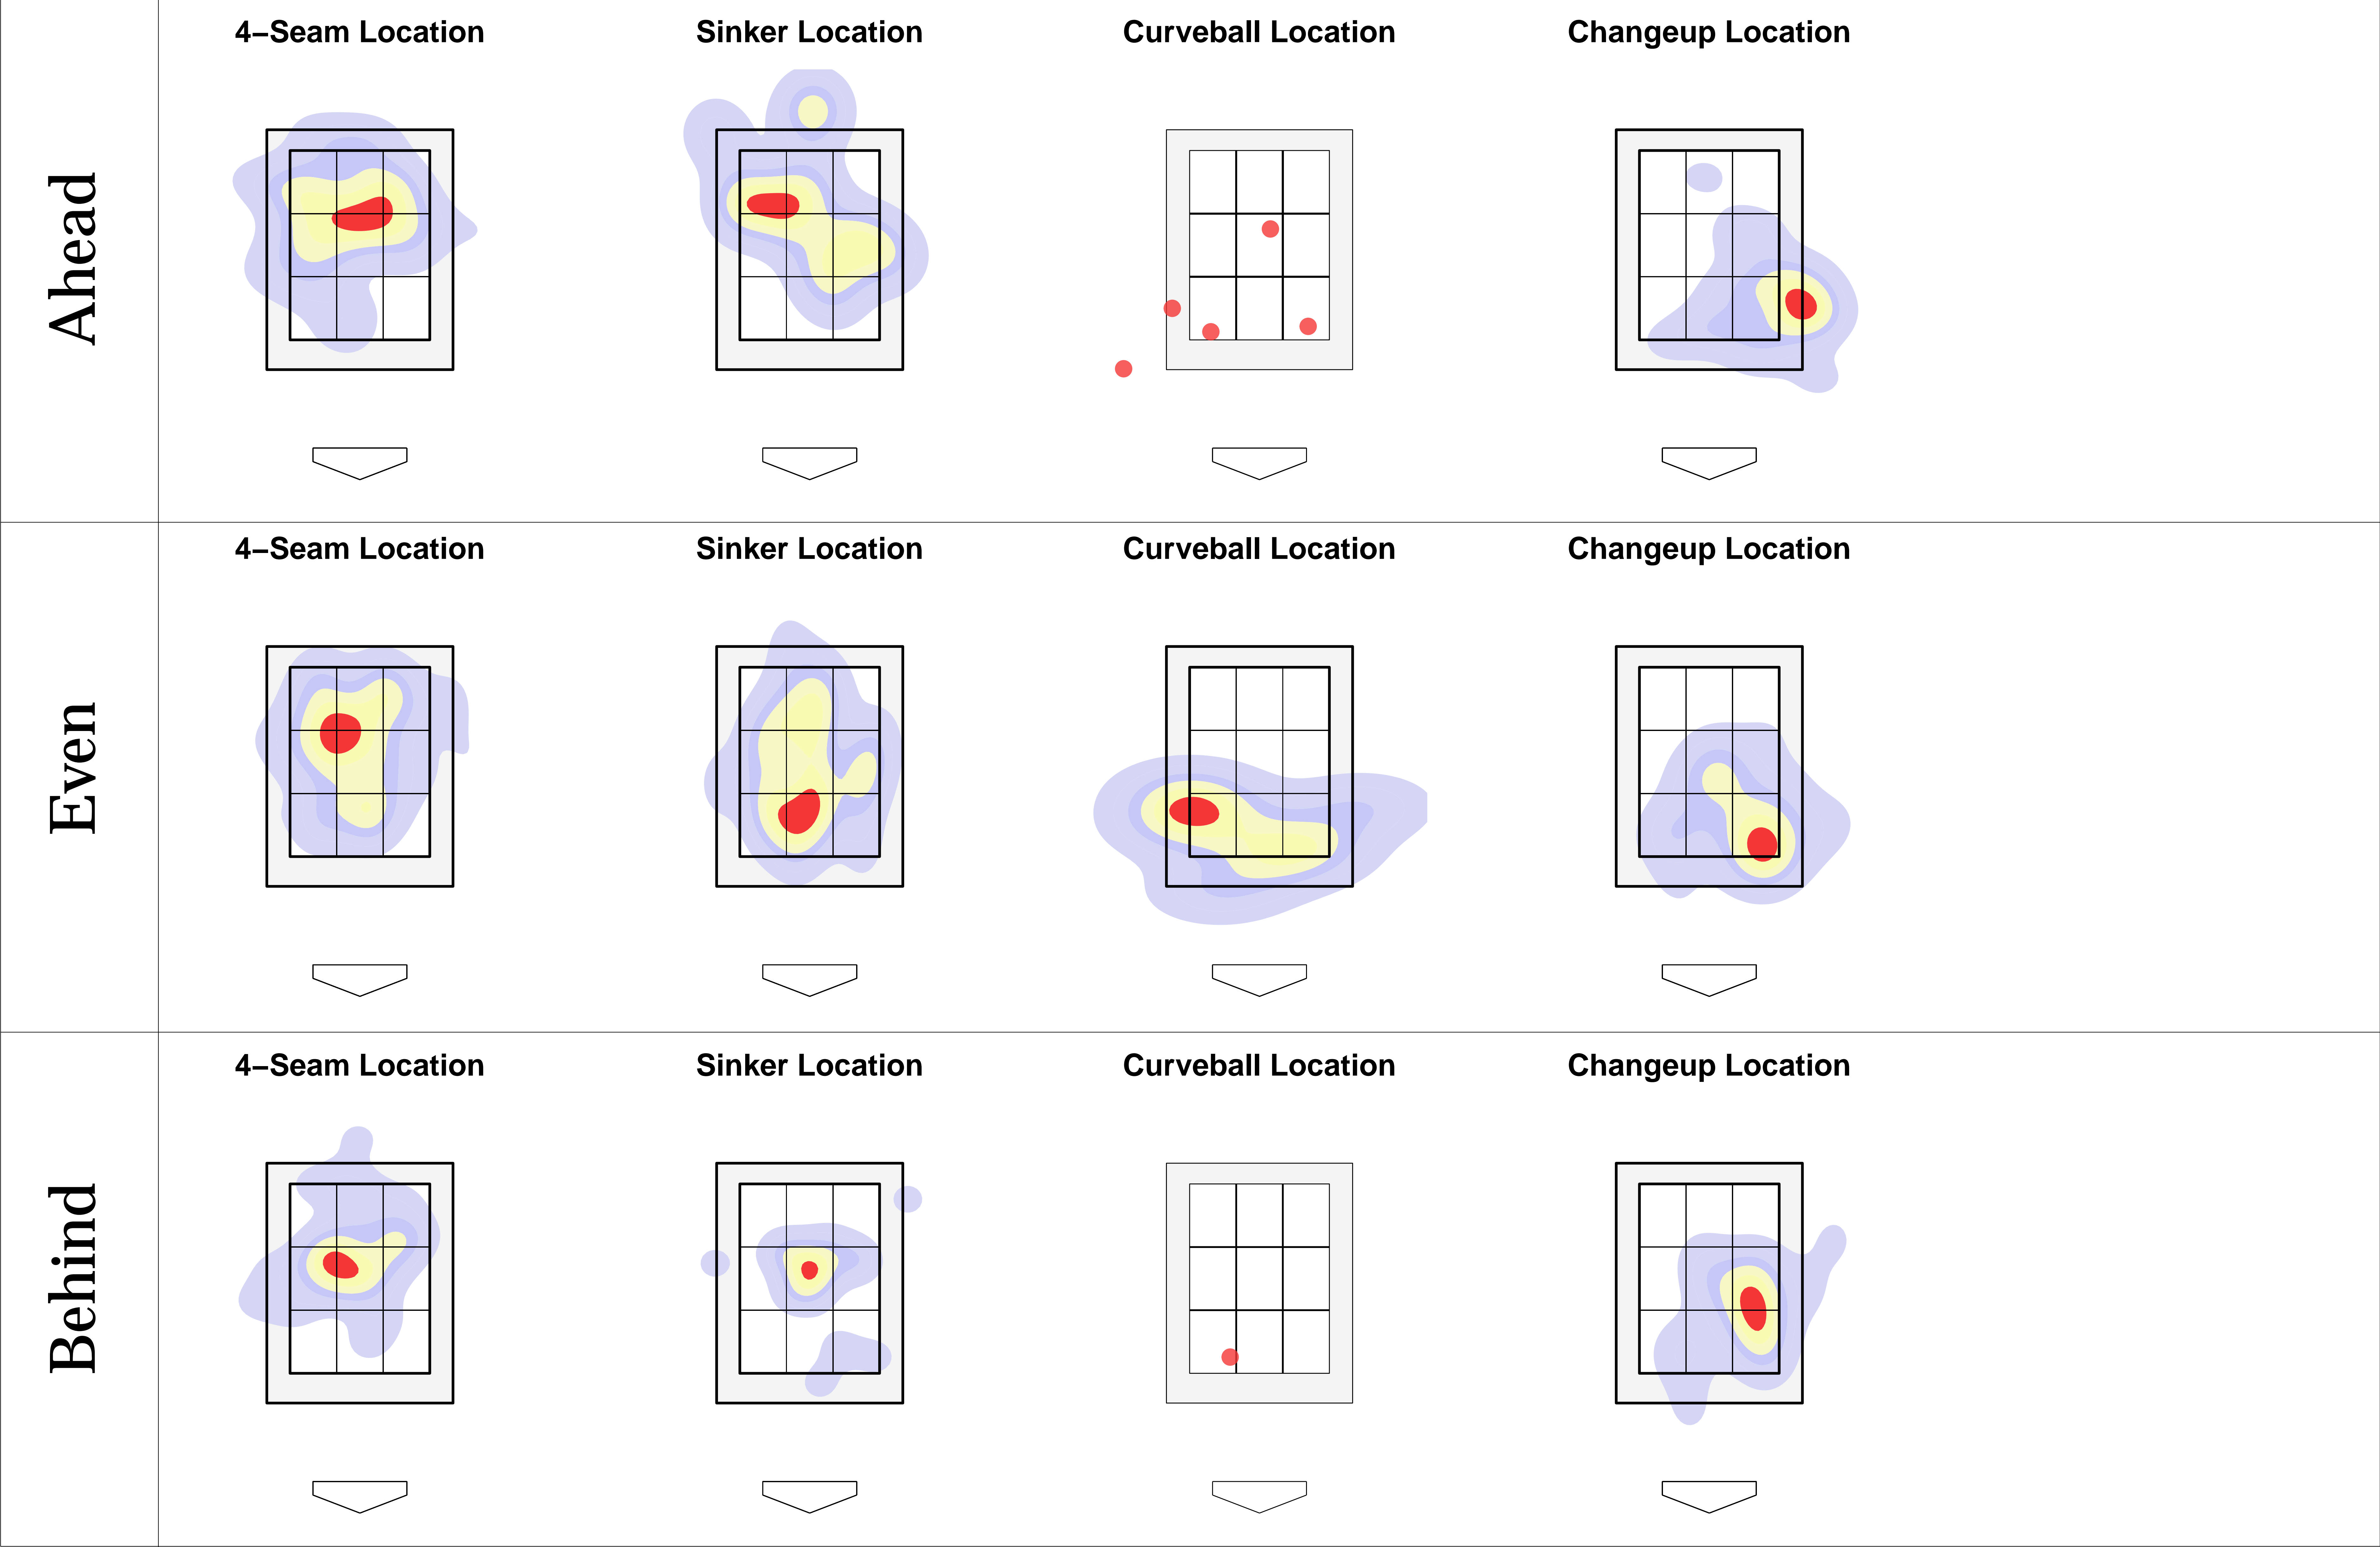 4−Seam Location
Sinker Location
Curveball Location
Changeup Location
Ahead
4−Seam Location
Sinker Location
Curveball Location
Changeup Location
Even
4−Seam Location
Sinker Location
Curveball Location
Changeup Location
Behind